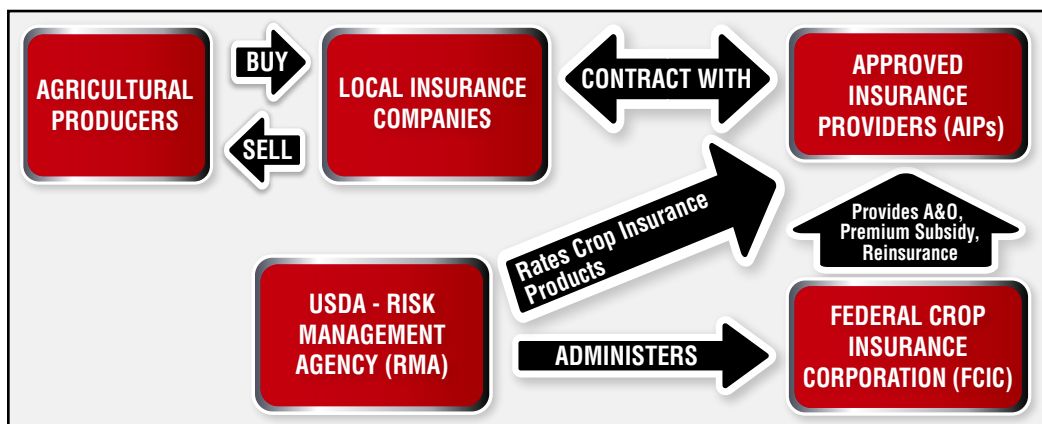 AGRICULTURAL
PRODUCERS
BUY
SELL
LOCAL INSURANCE
COMPANIES
CONTRACT WITH
APPROVED
INSURANCE
PROVIDERS (AIPs)
Rates Crop Insurance
Products
Provides A&O,
Premium Subsidy,
Reinsurance
USDA - RISK
MANAGEMENT
AGENCY (RMA)
ADMINISTERS
FEDERAL CROP
INSURANCE
CORPORATION (FCIC)